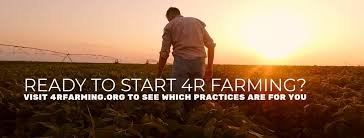 READY TO START 4R FARMING?
VISIT 4RFARMING.ORG TO SEE WHICH PRACTICES ARE FOR YOU